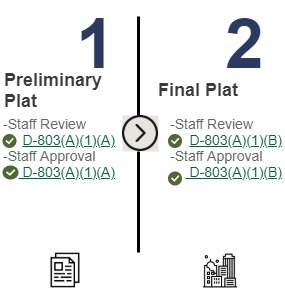 1
Preliminary
Plat
-Staff Review
D-803(A)(1)(A)
-Staff Approval
D-803(A)(1)(A)
2
Final Plat
-Staff Review
D-803(A)(1)(B)
-Staff Approval
D-803(A)(1)(B)